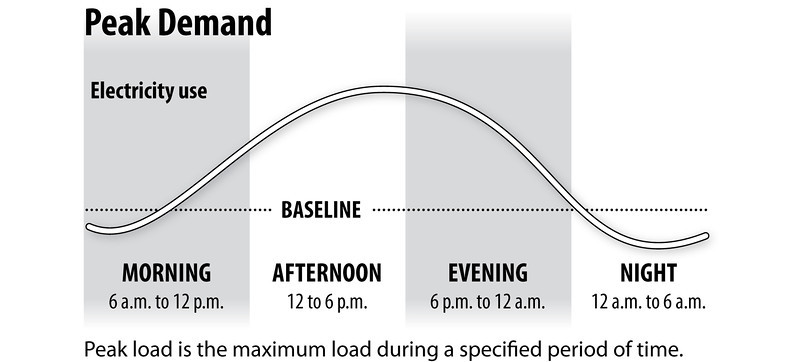 Peak Demand
Electricity use
BASELINE
MORNING
6 a.m. to 12 p.m.
AFTERNOON
12 to 6 p.m.
EVENING
6 p.m. to 12 a.m.
NIGHT
12 a.m. to 6 a.m.
Peak load is the maximum load during a specified period of time.